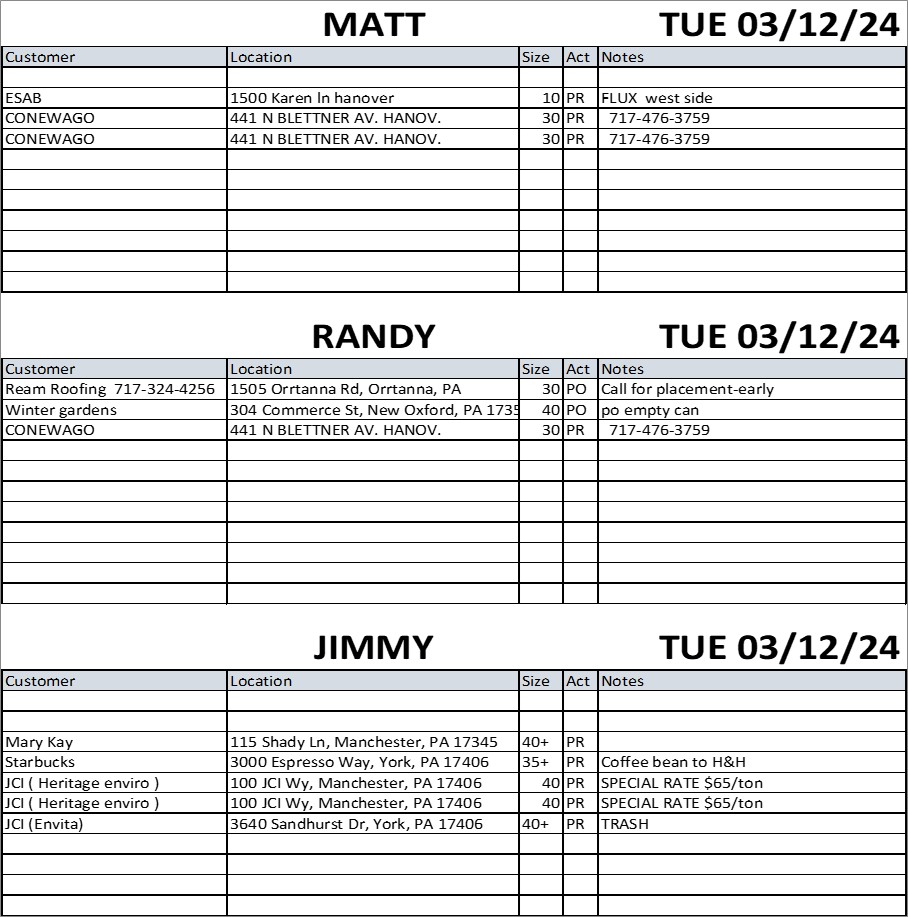 MATT TUE 03/12/24
Customer Location Size Act Notes
ESAB 1500 Karen ln hanover 10 PR FLUX west side
CONEWAGO 441 N BLETTNER AV. HANOV. 30 PR 717-476-3759
CONEWAGO 441 N BLETTNER AV. HANOV. 30 PR 717-476-3759
RANDY TUE 03/12/24
Customer Location Size Act Notes
Ream Roofing 717-324-4256 1505 Orrtanna Rd, Orrtanna, PA 30 PO Call for placement-early
Winter gardens 304 Commerce St, New Oxford, PA 1735 40 PO po empty can
CONEWAGO 441 N BLETTNER AV. HANOV. 30 PR 717-476-3759
JIMMY TUE 03/12/24
Customer Location Size Act Notes
Mary Kay 115 Shady Ln, Manchester, PA 17345 40+ PR
Starbucks 3000 Espresso Way, York, PA 17406 35+ PR Coffee bean to H&H
JCI ( Heritage enviro ) 100 JCI Wy, Manchester, PA 17406 40 PR SPECIAL RATE $65/ton
JCI ( Heritage enviro ) 100 JCI Wy, Manchester, PA 17406 40 PR SPECIAL RATE $65/ton
JCI (Envita) 3640 Sandhurst Dr, York, PA 17406 40+ PR TRASH